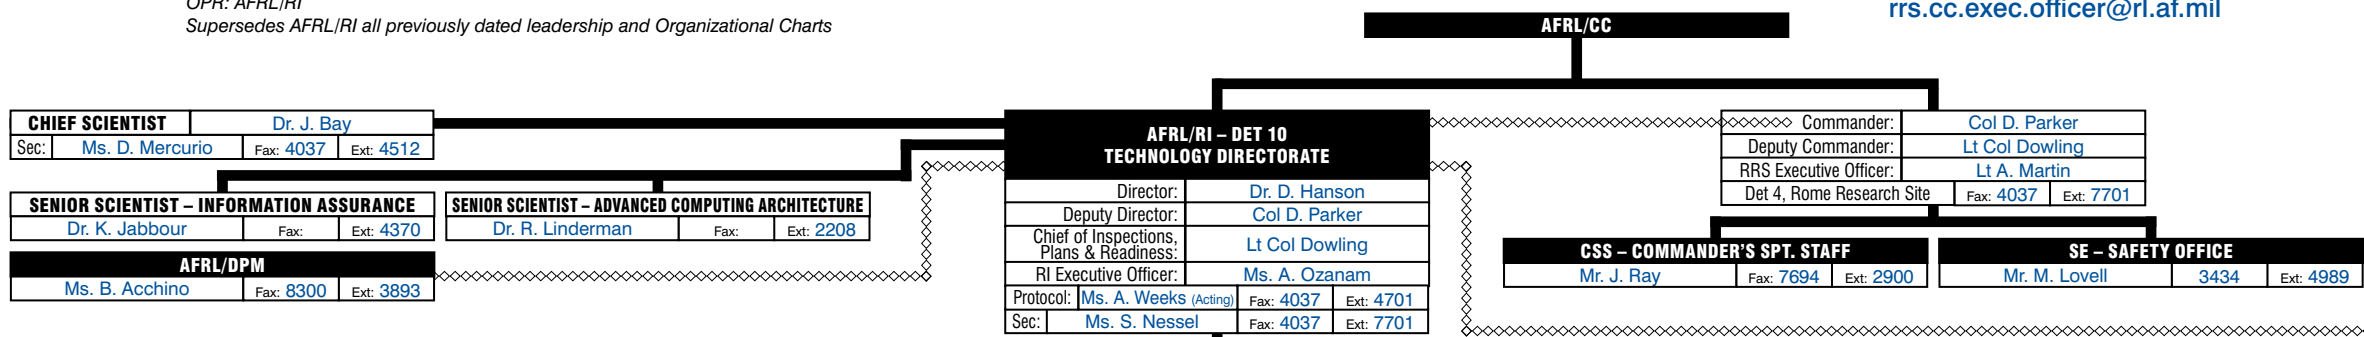 OPR: AFRL/RI
Supersedes AFRL/RI all previously dated leadership and Organizational Charts
rrs.cc.exec.officer@rl.af.mil
AFRL/CC
CHIEF SCIENTIST Dr. J. Bay
Sec: Ms. D. Mercurio Fax: 4037 Ext: 4512
SENIOR SCIENTIST – INFORMATION ASSURANCE
Dr. K. Jabbour Fax: Ext: 4370
SENIOR SCIENTIST – ADVANCED COMPUTING ARCHITECTURE
Dr. R. Linderman Fax: Ext: 2208
AFRL/DPM
Ms. B. Acchino Fax: 8300 Ext: 3893
AFRL/RI – DET 10
TECHNOLOGY DIRECTORATE
Director: Dr. D. Hanson
Deputy Director: Col D. Parker
Chief of Inspections,
Plans & Readiness: Lt Col Dowling
RI Executive Officer: Ms. A. Ozanam
Protocol: Ms. A. Weeks (Acting) Fax: 4037 Ext: 4701
Sec: Ms. S. Nessel Fax: 4037 Ext: 7701
Commander: Col D. Parker
Deputy Commander: Lt Col Dowling
RRS Executive Officer: Lt A. Martin
Det 4, Rome Research Site Fax: 4037 Ext: 7701
CSS – COMMANDER'S SPT. STAFF
Mr. J. Ray Fax: 7694 Ext: 2900
SE – SAFETY OFFICE
Mr. M. Lovell 3434 Ext: 4989